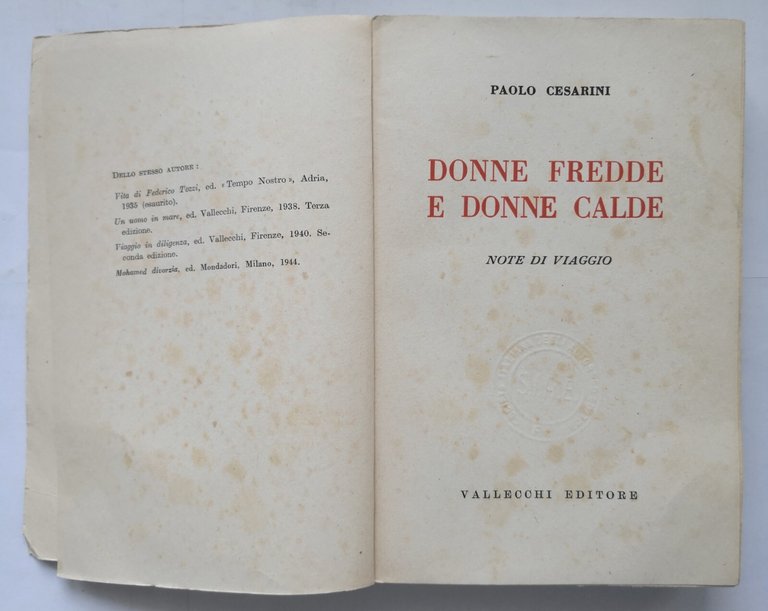 DELLO STESSO AUTORE:
Vita di Federico Tozzi, ed. «Tempo Nostro», Adria,
1935 (esaurito).
Un uomo in mare, ed. Vallecchi, Firenze, 1938. Terza
edizione.
Viaggio in diligenza, ed. Vallecchi, Firenze, 1940. Se-
conda edizione.
Mohamed divorzia, ed. Mondadori, Milano, 1944.
PAOLO CESARINI
DONNE FREDDE
E DONNE CALDE
NOTE DI VIAGGIO
VALLECCHI EDITORE